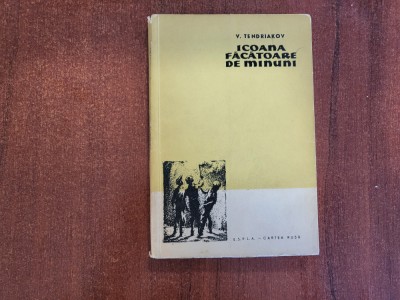 V. TENDRIAKOV
ICOANA
FĂCĂTOARE
DE MINUNI
E.S.P.L.A. - CARTEA RUSĂ